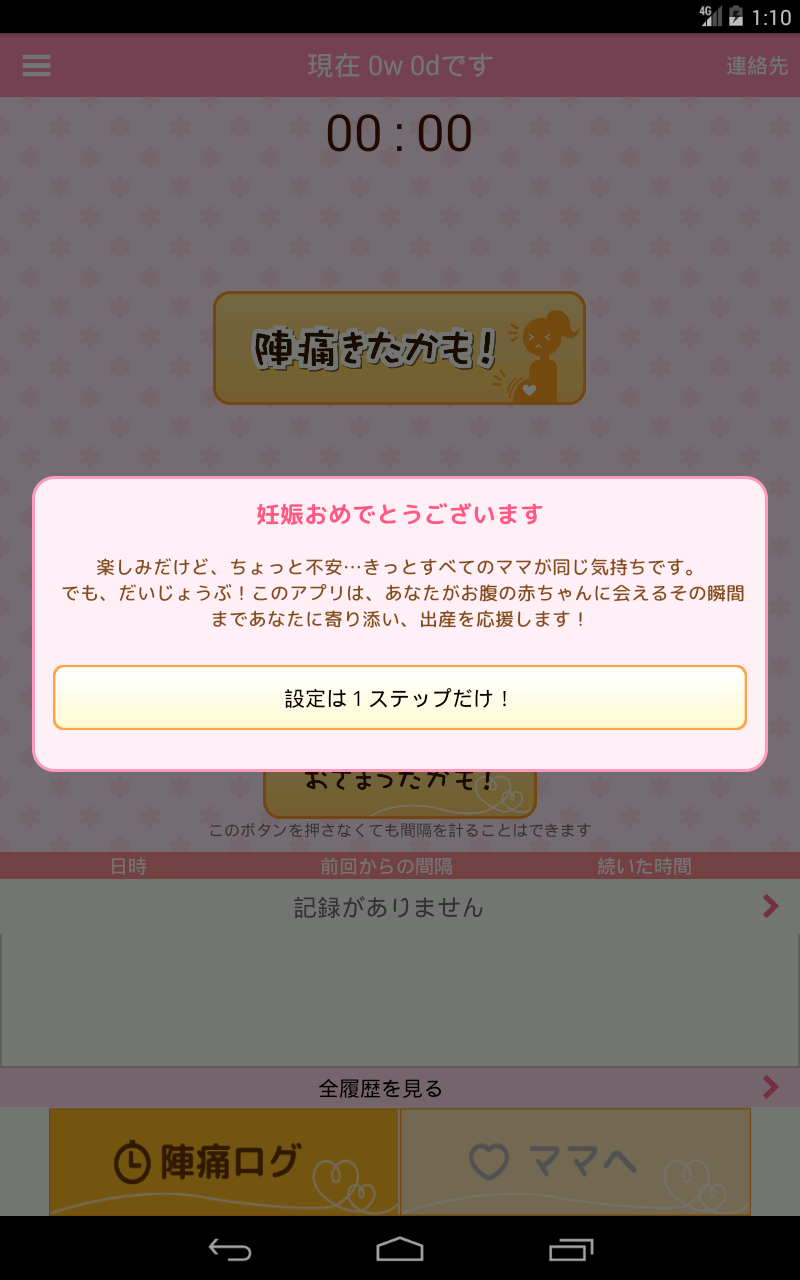 4G 1:10
現在 0w 0dです
連絡先
00 : 00
陣痛きたかも!
妊娠おめでとうございます
楽しみだけど、ちょっと不安…きっとすべてのママが同じ気持ちです。
でも、だいじょうぶ！このアプリは、あなたがお腹の赤ちゃんに会えるその瞬間
まであなたに寄り添い、出産を応援します！
設定は１ステップだけ！
おさまったかも!
このボタンを押さなくても間隔を計ることはできます
日時 前回からの間隔 続いた時間
記録がありません
全履歴を見る
陣痛ログ ママへ